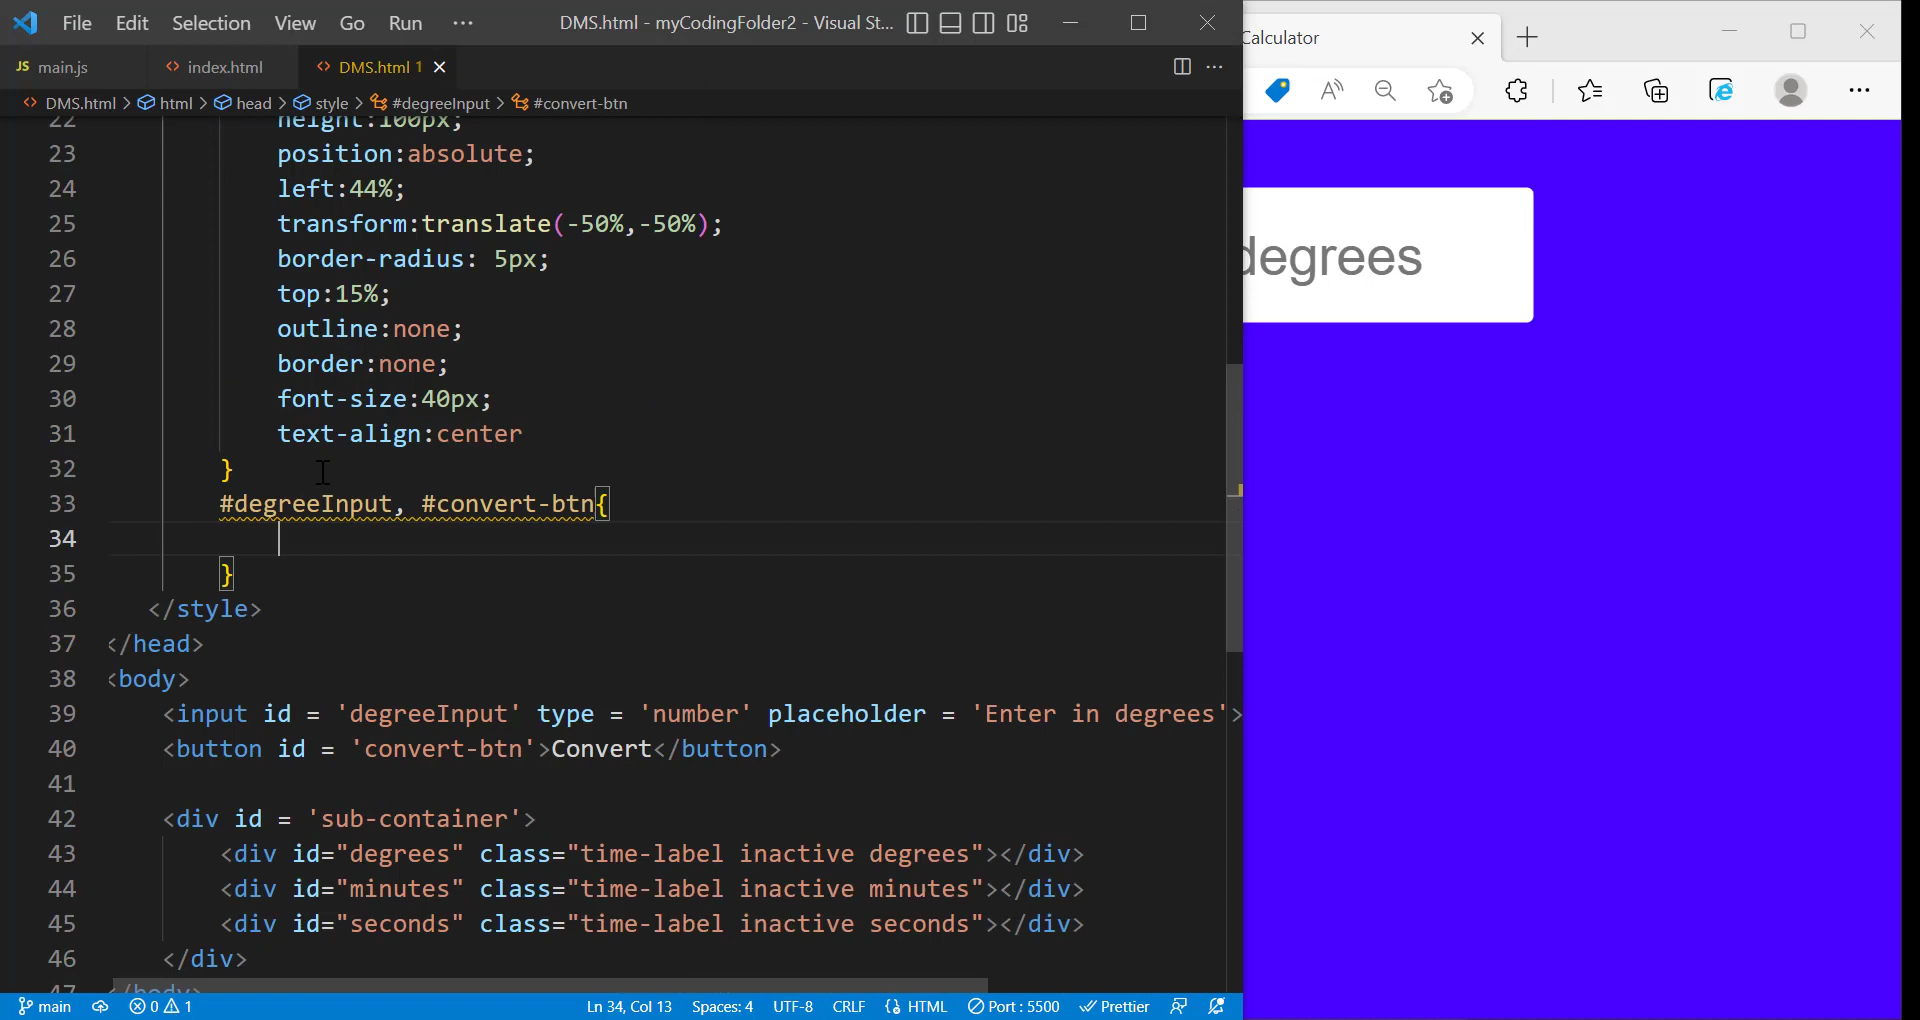 File Edit Selection View Go Run ··· DMS.html - myCodingFolder2 - Visual St...
JS main.js <> index.html <> DMS.html 1
<> DMS.html > html > head > style > #degreeInput > #convert-btn
22 height:100px;
23 position:absolute;
24 left:44%;
25 transform:translate(-50%,-50%);
26 border-radius: 5px;
27 top:15%;
28 outline:none;
29 border:none;
30 font-size:40px;
31 text-align:center
32 }
33 #degreeInput, #convert-btn{
34
35 }
36 </style>
37 </head>
38 <body>
39 <input id = 'degreeInput' type = 'number' placeholder = 'Enter in degrees'>
40 <button id = 'convert-btn'>Convert</button>
41
42 <div id = 'sub-container'>
43 <div id="degrees" class="time-label inactive degrees"></div>
44 <div id="minutes" class="time-label inactive minutes"></div>
45 <div id="seconds" class="time-label inactive seconds"></div>
46 </div>
47 </body>
main 0 1 Ln 34, Col 13 Spaces: 4 UTF-8 CRLF {} HTML Port : 5500 Prettier
Calculator
degrees